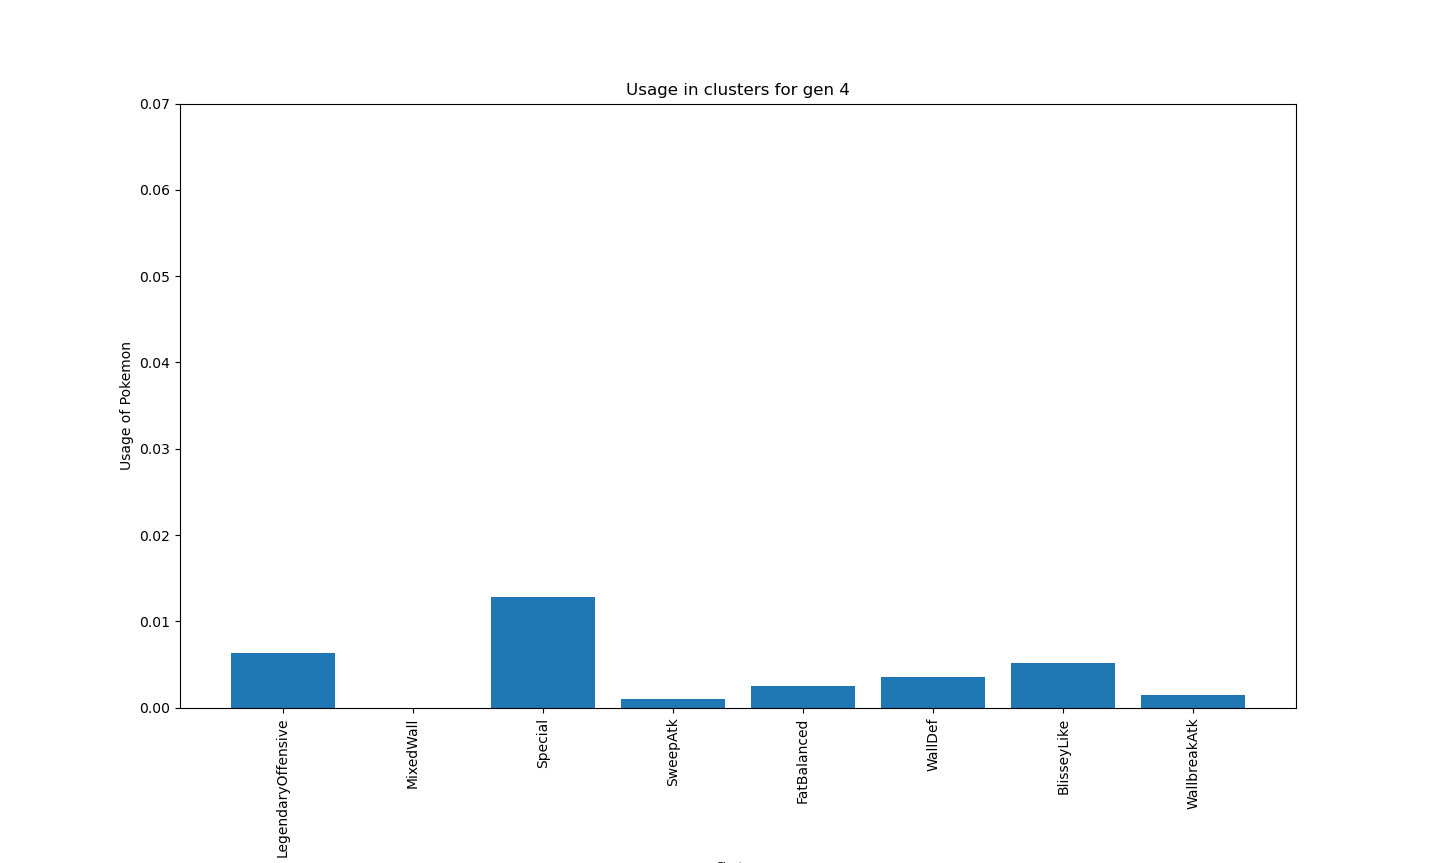 Usage in clusters for gen 4
Usage of Pokemon
0.07
0.06
0.05
0.04
0.03
0.02
0.01
0.00
LegendaryOffensive
MixedWall
Special
SweepAtk
FatBalanced
WallDef
BlisseyLike
WallbreakAtk